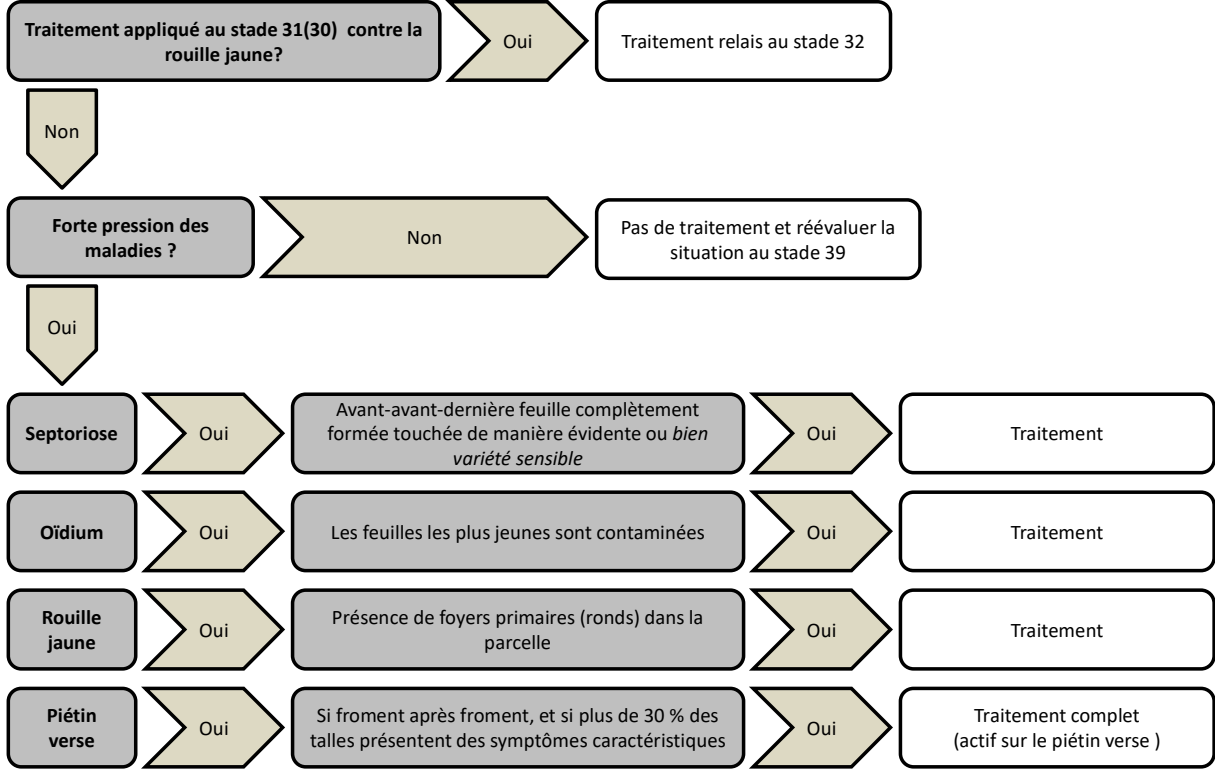 Traitement appliqué au stade 31(30) contre la
rouille jaune?
Oui
Traitement relais au stade 32
Non
Forte pression des
maladies ?
Non
Pas de traitement et réévaluer la
situation au stade 39
Oui
Septoriose
Oui
Avant-avant-dernière feuille complètement
formée touchée de manière évidente ou bien
variété sensible
Oui
Traitement
Oïdium
Oui
Les feuilles les plus jeunes sont contaminées
Oui
Traitement
Rouille
jaune
Oui
Présence de foyers primaires (ronds) dans la
parcelle
Oui
Traitement
Piétin
verse
Oui
Si froment après froment, et si plus de 30 % des
talles présentent des symptômes caractéristiques
Oui
Traitement complet
(actif sur le piétin verse )